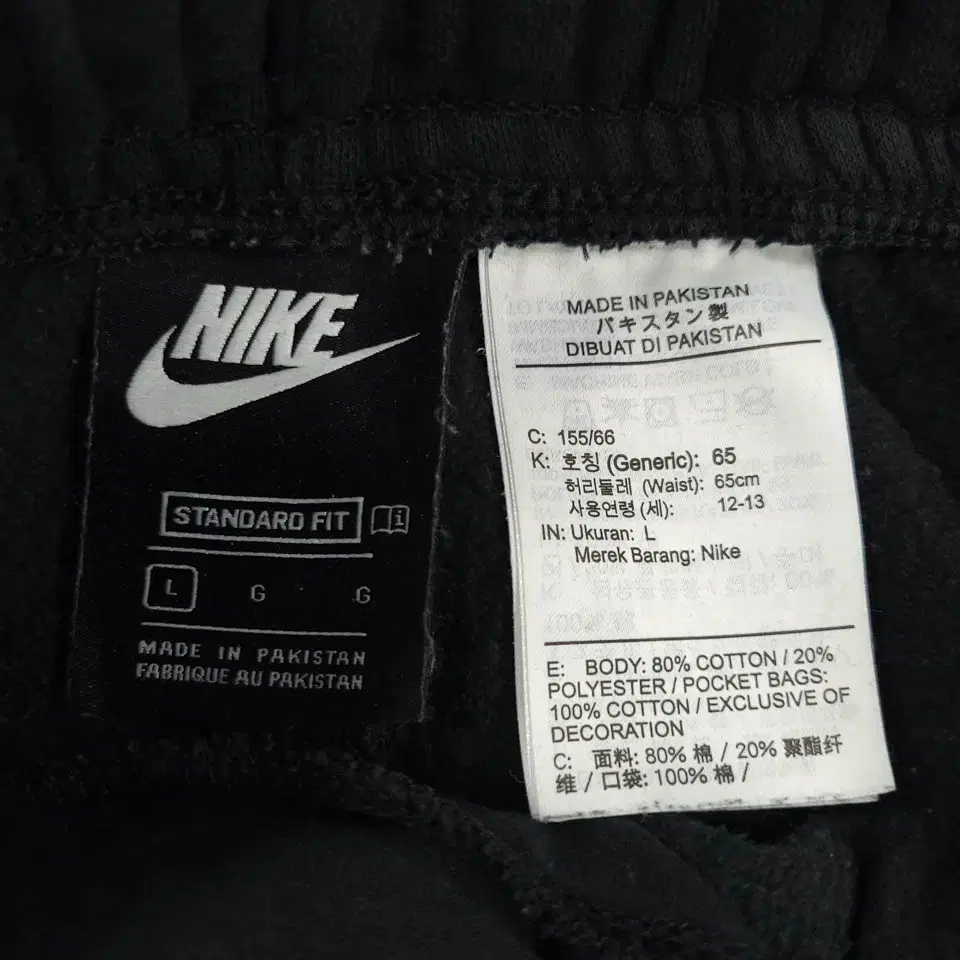 NIKE
STANDARD FIT
L G G
MADE IN PAKISTAN
FABRIQUE AU PAKISTAN
MADE IN PAKISTAN
パキスタン製
DIBUAT DI PAKISTAN
C: 155/66
K: 호칭 (Generic): 65
허리둘레 (Waist): 65cm
사용연령 (세): 12-13
IN: Ukuran: L
Merek Barang: Nike
E: BODY: 80% COTTON / 20%
POLYESTER / POCKET BAGS:
100% COTTON / EXCLUSIVE OF
DECORATION
C: 面料: 80% 棉 / 20% 聚酯纤
维 / 口袋: 100% 棉 /